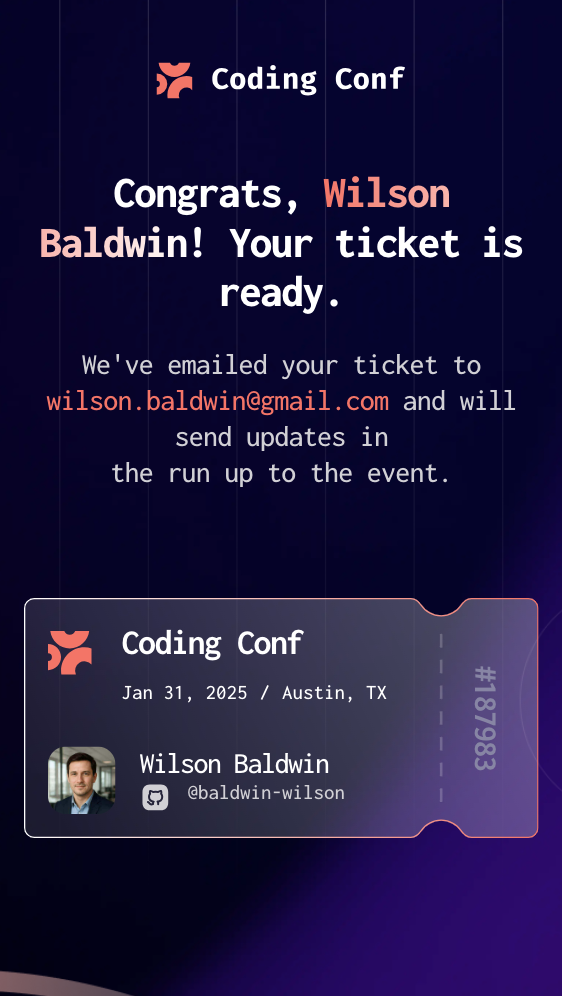 Coding Conf
Congrats, Wilson
Baldwin! Your ticket is
ready.
We've emailed your ticket to
wilson.baldwin@gmail.com and will
send updates in
the run up to the event.
Coding Conf
Jan 31, 2025 / Austin, TX
Wilson Baldwin
@baldwin-wilson
#187983